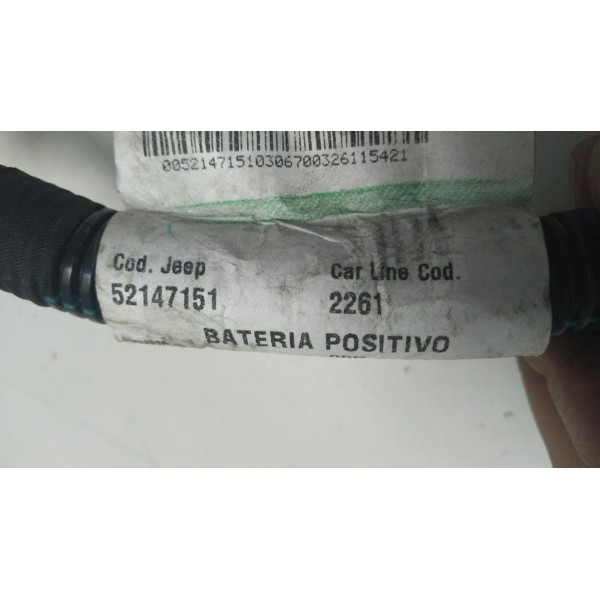 00521471510306700326115421
Cod. Jeep Car Line Cod.
52147151 2261
BATERIA POSITIVO